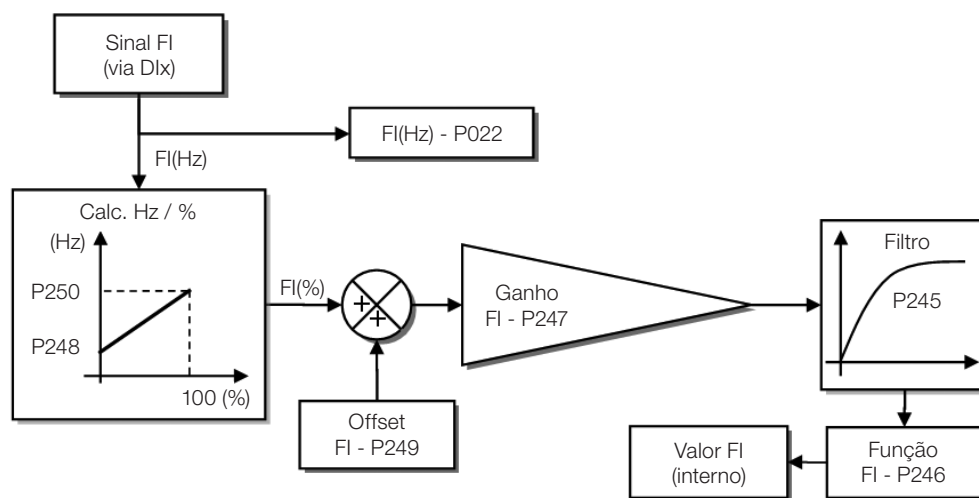 Sinal FI
(via DIx)
FI(Hz) - P022
FI(Hz)
Calc. Hz / %
(Hz)
P250
P248
100 (%)
FI(%)
+
+
Offset
FI - P249
Ganho
FI - P247
Filtro
P245
Função
FI - P246
Valor FI
(interno)